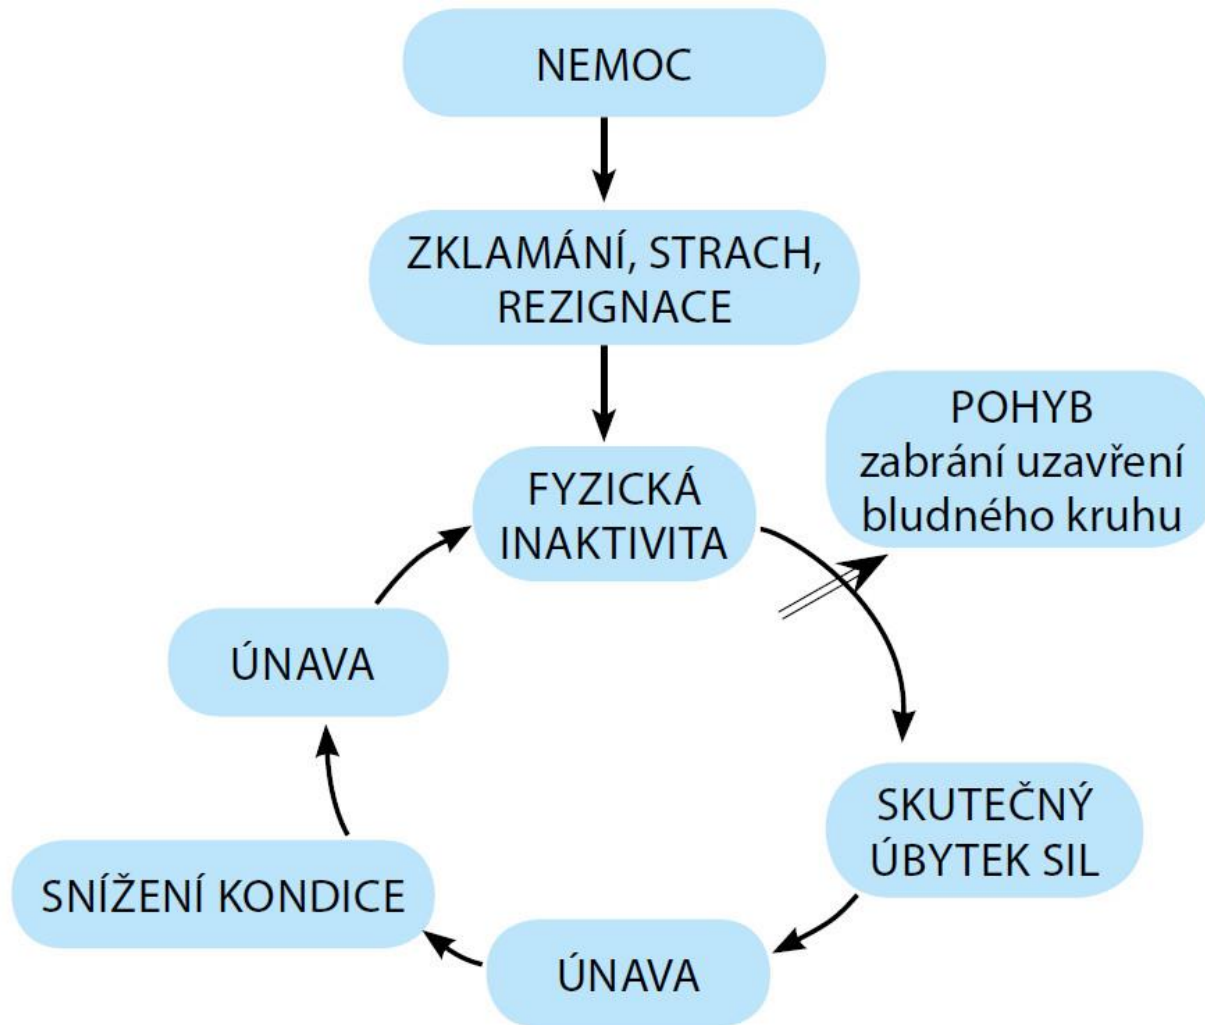 NEMOC
ZKLAMÁNÍ, STRACH,
REZIGNACE
POHYB
zabrání uzavření
bludného kruhu
FYZICKÁ
INAKTIVITA
ÚNAVA
SKUTEČNÝ
ÚBYTEK SIL
SNÍŽENÍ KONDICE
ÚNAVA